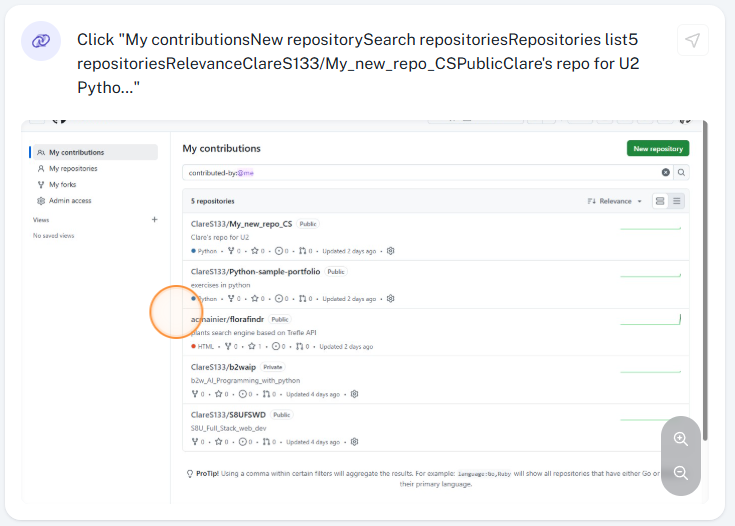 Click "My contributionsNew repositorySearch repositoriesRepositories list5
repositoriesRelevanceClareS133/My_new_repo_CSPublicClare's repo for U2
Pytho..."
My contributions
My repositories
My forks
Admin access
Views +
No saved views
My contributions
New repository
contributed-by:@me
5 repositories
Relevance
ClareS133/My_new_repo_CS Public
Clare's repo for U2
Python • 0 • 0 • 0 • 0 • Updated 2 days ago •
ClareS133/Python-sample-portfolio Public
exercises in python
Python • 0 • 0 • 0 • 0 • Updated 2 days ago •
acmainier/florafindr Public
plants search engine based on Trefle API
HTML • 0 • 1 • 0 • 0 • Updated 2 days ago
ClareS133/b2waip Private
b2w_AI_Programming_with_python
0 • 0 • 0 • 0 • Updated 4 days ago •
ClareS133/S8UFSWD Public
S8U_Full_Stack_web_dev
0 • 0 • 0 • 0 • Updated 4 days ago •
ProTip! Using a comma within certain filters will aggregate the results. For example: language:Go,Ruby will show all repositories that have either Go or
their primary language.